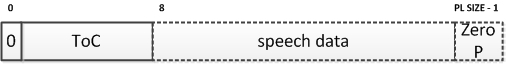 0 8 PL SIZE - 1
0 ToC speech data Zero
P